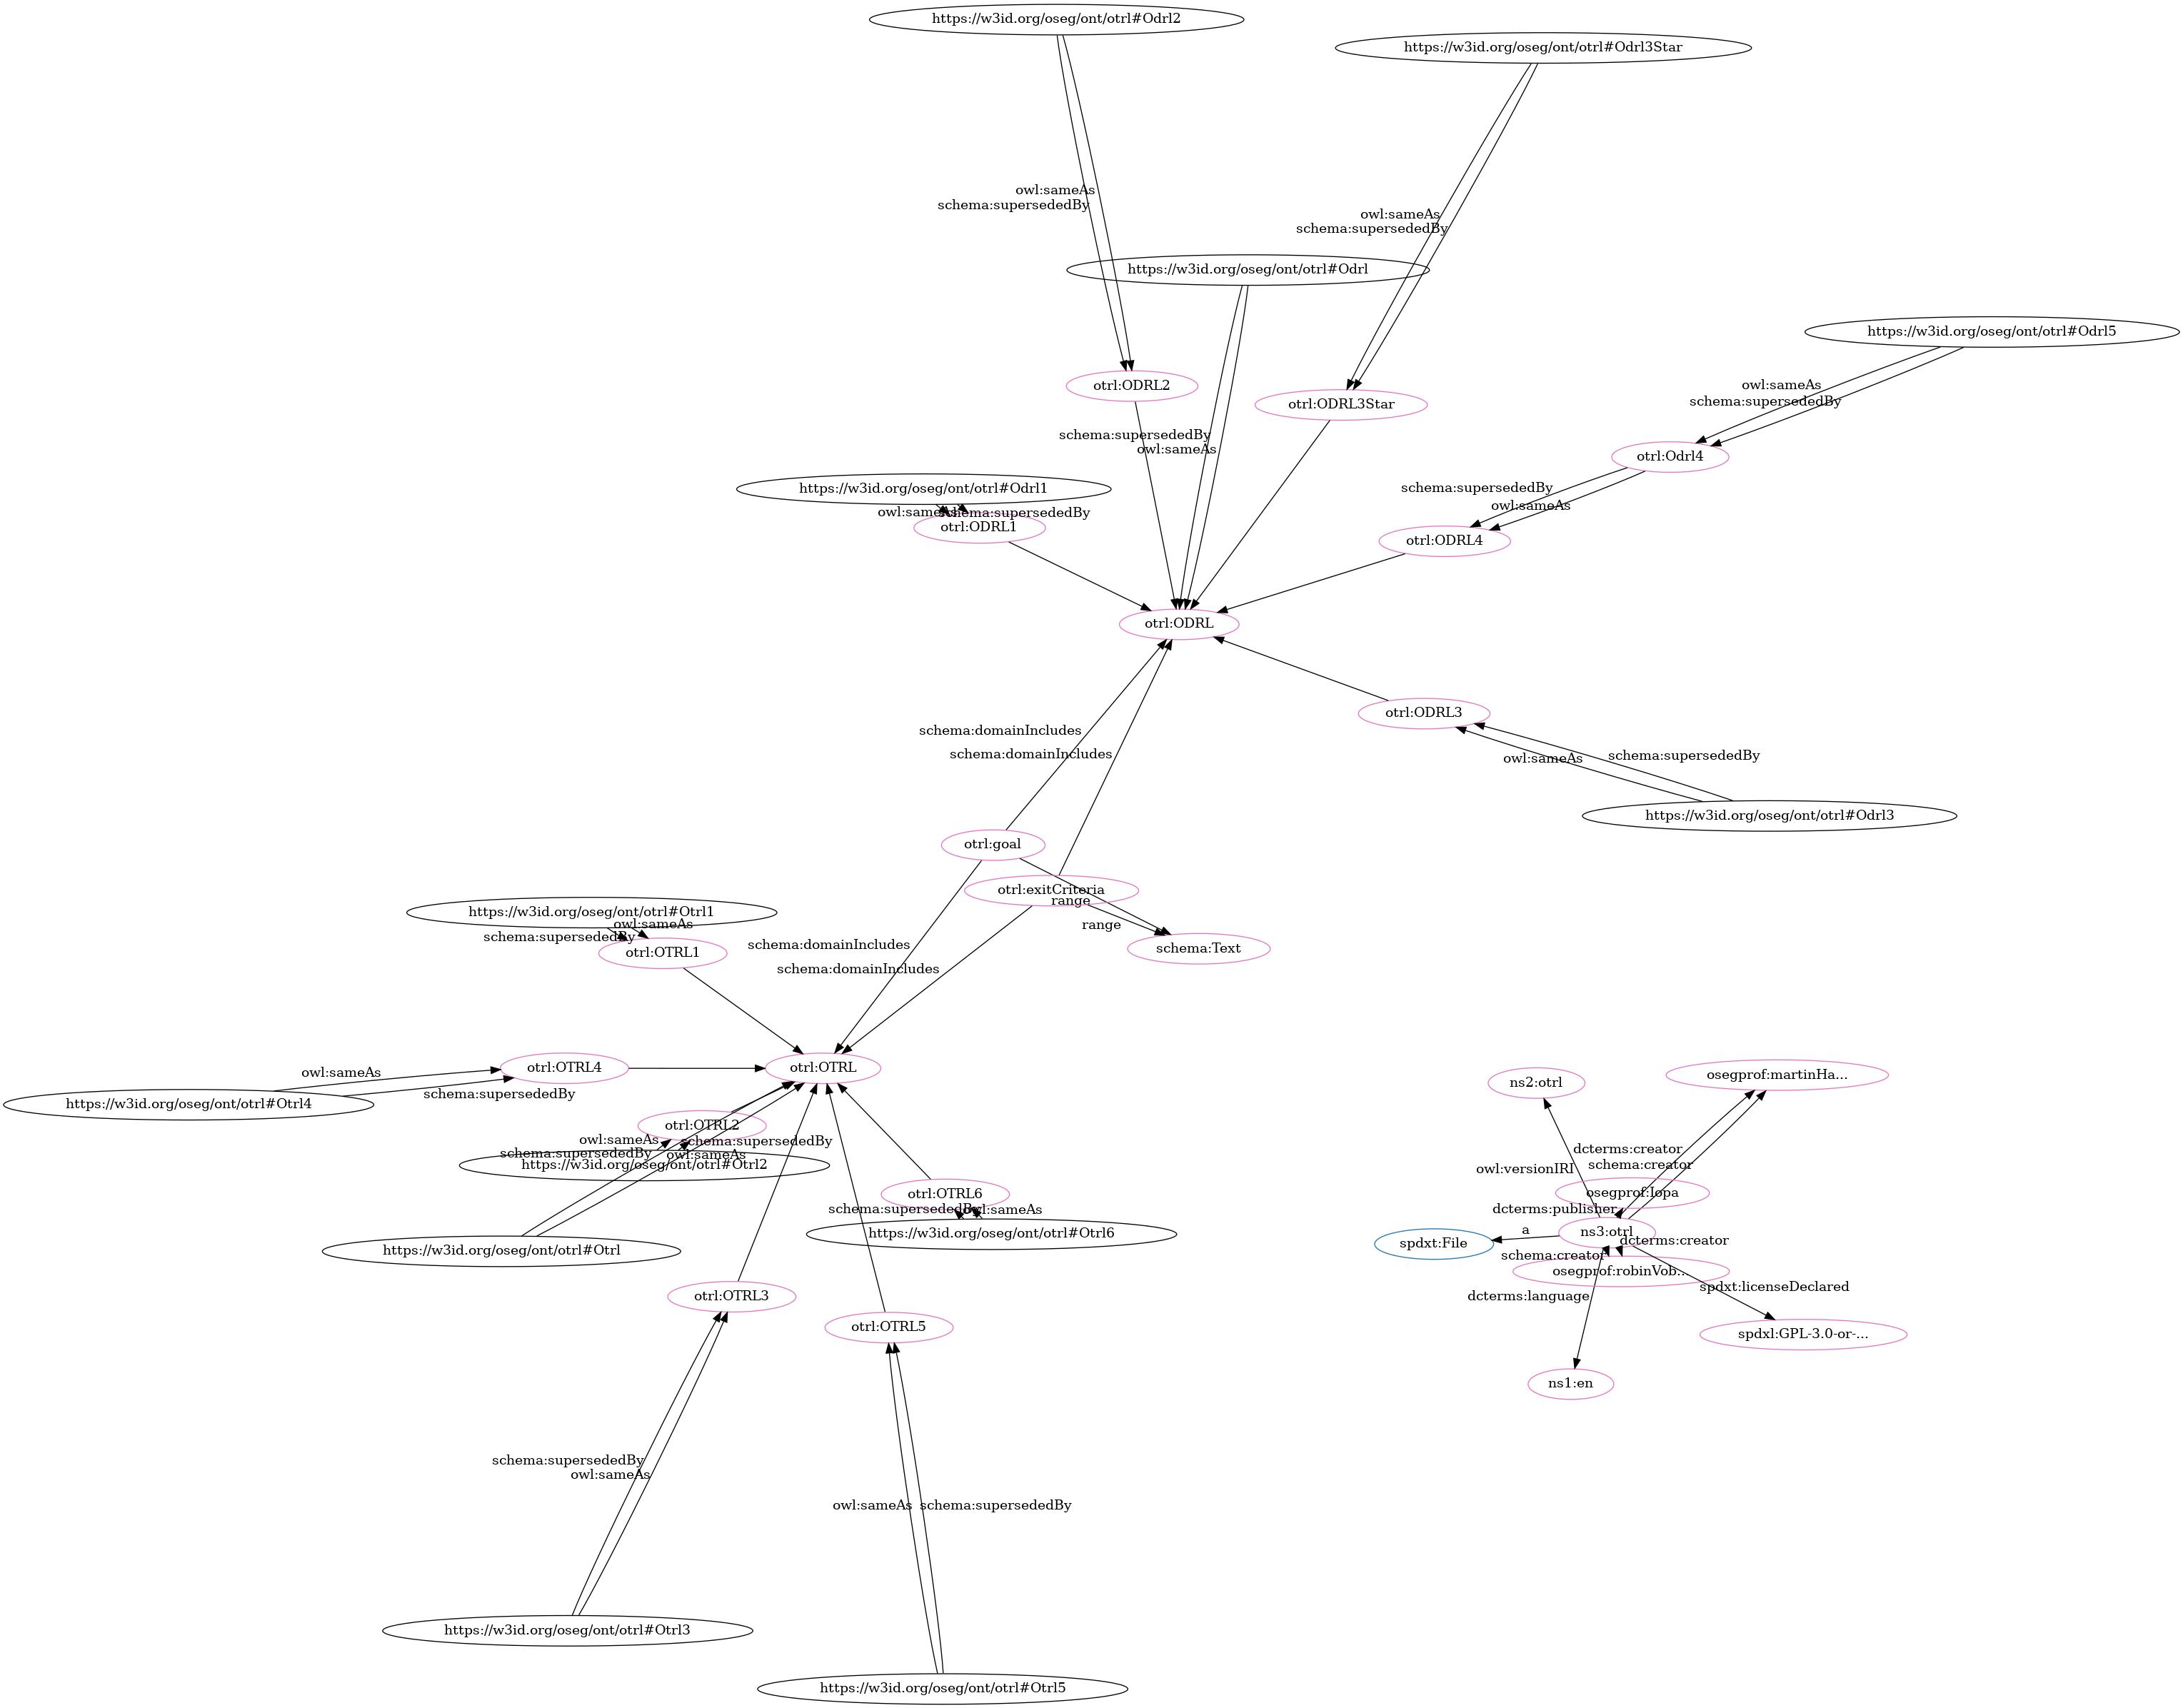 https://w3id.org/oseg/ont/otrl#Odrl2
https://w3id.org/oseg/ont/otrl#Odrl3Star
owl:sameAs
schema:supersededBy
owl:sameAs
schema:supersededBy
https://w3id.org/oseg/ont/otrl#Odrl
https://w3id.org/oseg/ont/otrl#Odrl5
otrl:ODRL2
otrl:ODRL3Star
owl:sameAs
schema:supersededBy
schema:supersededBy
owl:sameAs
otrl:Odrl4
https://w3id.org/oseg/ont/otrl#Odrl1
schema:supersededBy
owl:sameAs
owl:sameAs
schema:supersededBy
otrl:ODRL1
otrl:ODRL4
otrl:ODRL
otrl:ODRL3
schema:domainIncludes
schema:domainIncludes
owl:sameAs
schema:supersededBy
https://w3id.org/oseg/ont/otrl#Odrl3
otrl:goal
otrl:exitCriteria
range
range
https://w3id.org/oseg/ont/otrl#Otrl1
owl:sameAs
schema:supersededBy
otrl:OTRL1
schema:domainIncludes
schema:domainIncludes
schema:Text
owl:sameAs
otrl:OTRL4
otrl:OTRL
schema:supersededBy
https://w3id.org/oseg/ont/otrl#Otrl4
otrl:OTRL2
owl:sameAs
schema:supersededBy
schema:supersededBy
owl:sameAs
https://w3id.org/oseg/ont/otrl#Otrl2
otrl:OTRL6
schema:supersededBy
owl:sameAs
https://w3id.org/oseg/ont/otrl#Otrl6
https://w3id.org/oseg/ont/otrl#Otrl
otrl:OTRL3
otrl:OTRL5
ns2:otrl
osegprof:martinHa...
dcterms:creator
schema:creator
owl:versionIRI
osegprof:iopa
dcterms:publisher
ns3:otrl
a
spdxt:File
dcterms:creator
schema:creator
osegprof:robinVob...
spdxt:licenseDeclared
dcterms:language
spdxl:GPL-3.0-or-...
ns1:en
schema:supersededBy
owl:sameAs
owl:sameAs
schema:supersededBy
https://w3id.org/oseg/ont/otrl#Otrl3
https://w3id.org/oseg/ont/otrl#Otrl5